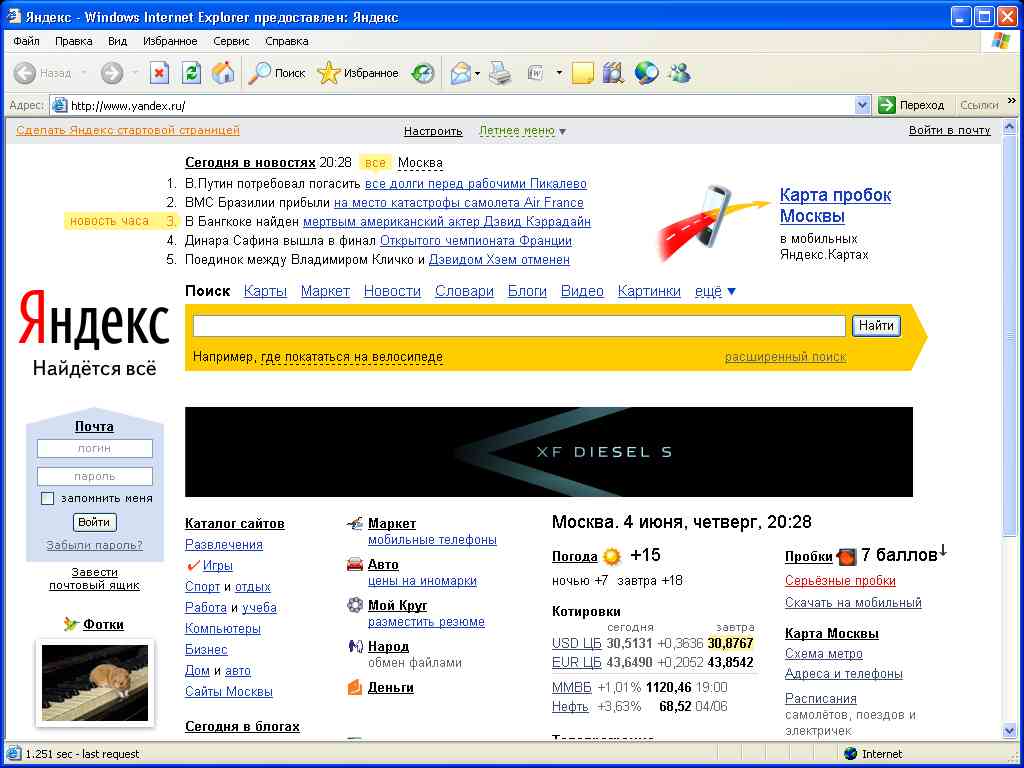 Яндекс - Windows Internet Explorer предоставлен: Яндекс
Файл Правка Вид Избранное Сервис Справка
Назад Поиск Избранное
Адрес: http://www.yandex.ru/ Переход Ссылки »
Сделать Яндекс стартовой страницей Настроить Летнее меню ▼ Войти в почту
Сегодня в новостях 20:28 все Москва
1. В.Путин потребовал погасить все долги перед рабочими Пикалево
2. ВМС Бразилии прибыли на место катастрофы самолета Air France
новость часа 3. В Бангкоке найден мертвым американский актер Дэвид Кэррадайн
4. Динара Сафина вышла в финал Открытого чемпионата Франции
5. Поединок между Владимиром Кличко и Дэвидом Хэем отменен
Карта пробок
Москвы
в мобильных
Яндекс.Картах
Яндекс
Найдётся всё
Поиск Карты Маркет Новости Словари Блоги Видео Картинки ещё ▼
Найти
Например, где покататься на велосипеде расширенный поиск
Почта
логин
пароль
запомнить меня
Войти
Забыли пароль?
Завести
почтовый ящик
Фотки
XF DIESEL S
Каталог сайтов
Развлечения
Игры
Спорт и отдых
Работа и учеба
Компьютеры
Бизнес
Дом и авто
Сайты Москвы
Сегодня в блогах
Маркет
мобильные телефоны
Авто
цены на иномарки
Мой Круг
разместить резюме
Народ
обмен файлами
Деньги
Москва. 4 июня, четверг, 20:28
Погода +15
ночью +7 завтра +18
Котировки
сегодня завтра
USD ЦБ 30,5131 +0,3636 30,8767
EUR ЦБ 43,6490 +0,2052 43,8542
ММВБ +1,01% 1120,46 19:00
Нефть +3,63% 68,52 04/06
Пробки 7 баллов↓
Серьёзные пробки
Скачать на мобильный
Карта Москвы
Схема метро
Адреса и телефоны
Расписания
самолётов, поездов и
электричек
1.251 sec - last request Internet